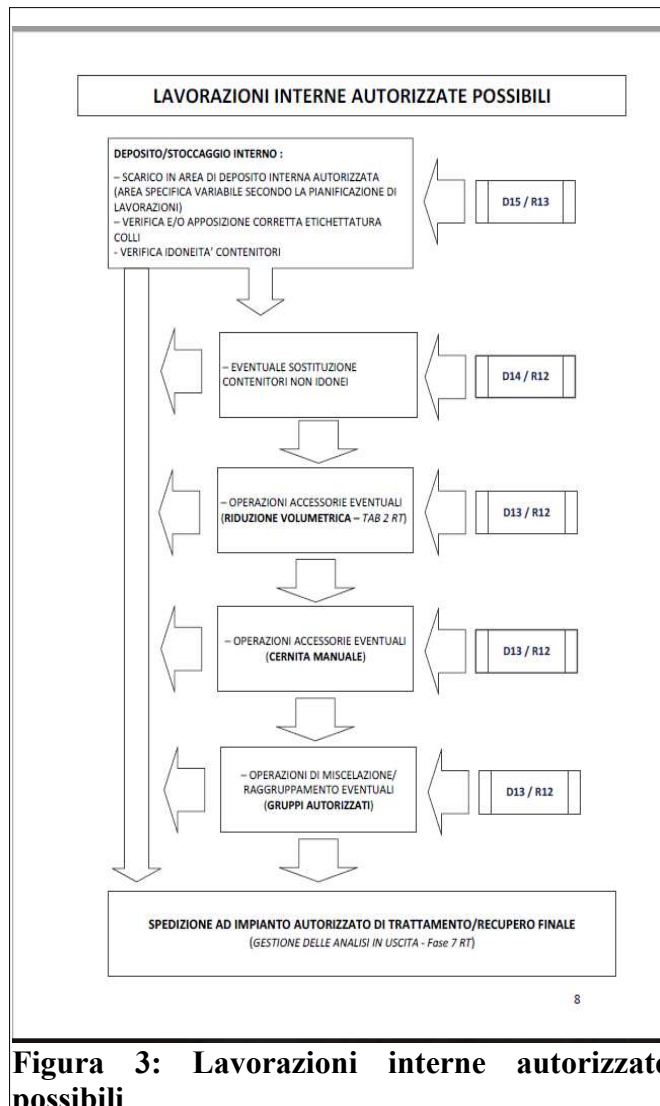 LAVORAZIONI INTERNE AUTORIZZATE POSSIBILI
DEPOSITO/STOCCAGGIO INTERNO :
– SCARICO IN AREA DI DEPOSITO INTERNA AUTORIZZATA
(AREA SPECIFICA VARIABILE SECONDO LA PIANIFICAZIONE DI
LAVORAZIONI)
– VERIFICA E/O APPOSIZIONE CORRETTA ETICHETTATURA
COLLI
- VERIFICA IDONEITA' CONTENITORI
D15 / R13
– EVENTUALE SOSTITUZIONE
CONTENITORI NON IDONEI
D14 / R12
– OPERAZIONI ACCESSORIE EVENTUALI
(RIDUZIONE VOLUMETRICA – TAB 2 RT)
D13 / R12
– OPERAZIONI ACCESSORIE EVENTUALI
(CERNITA MANUALE)
D13 / R12
– OPERAZIONI DI MISCELAZIONE/
RAGGRUPPAMENTO EVENTUALI
(GRUPPI AUTORIZZATI)
D13 / R12
SPEDIZIONE AD IMPIANTO AUTORIZZATO DI TRATTAMENTO/RECUPERO FINALE
(GESTIONE DELLE ANALISI IN USCITA - Fase 7 RT)
8
Figura 3: Lavorazioni interne autorizzate
possibili